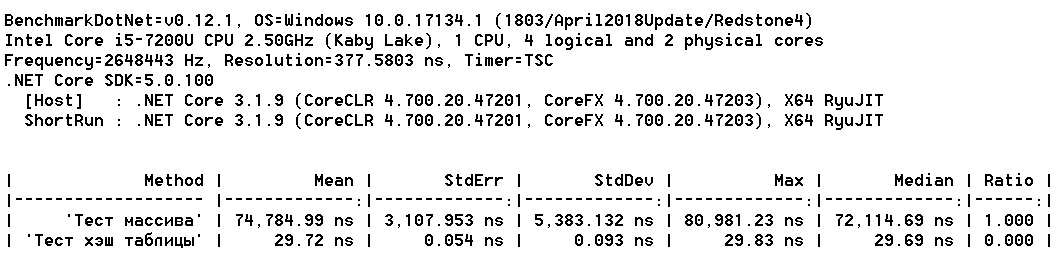 BenchmarkDotNet=v0.12.1, OS=Windows 10.0.17134.1 (1803/April2018Update/Redstone4)
Intel Core i5-7200U CPU 2.50GHz (Kaby Lake), 1 CPU, 4 logical and 2 physical cores
Frequency=2648443 Hz, Resolution=377.5803 ns, Timer=TSC
.NET Core SDK=5.0.100
  [Host]   : .NET Core 3.1.9 (CoreCLR 4.700.20.47201, CoreFX 4.700.20.47203), X64 RyuJIT
  ShortRun : .NET Core 3.1.9 (CoreCLR 4.700.20.47201, CoreFX 4.700.20.47203), X64 RyuJIT
|             Method |         Mean |       StdErr |       StdDev |          Max |       Median | Ratio |
|------------------- |-------------:|-------------:|-------------:|-------------:|-------------:|------:|
|     'Тест массива' | 74,784.99 ns | 3,107.953 ns | 5,383.132 ns | 80,981.23 ns | 72,114.69 ns | 1.000 |
| 'Тест хэш таблицы' |     29.72 ns |     0.054 ns |     0.093 ns |     29.83 ns |     29.69 ns | 0.000 |